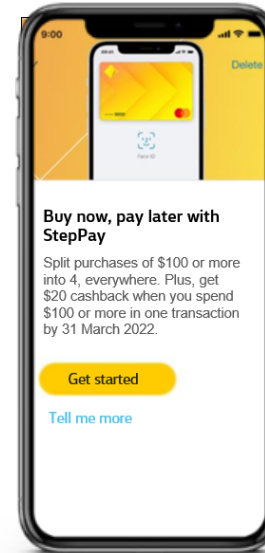 9:00
Delete
Face ID
Buy now, pay later with
StepPay
Split purchases of $100 or more
into 4, everywhere. Plus, get
$20 cashback when you spend
$100 or more in one transaction
by 31 March 2022.
Get started
Tell me more